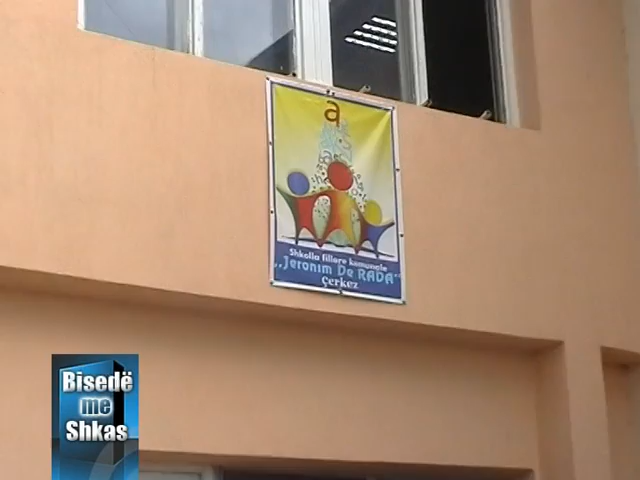 a
Shkolla fillore komunale
„Jeronim De RADA“
Çerkez
Bisedë
me
Shkas